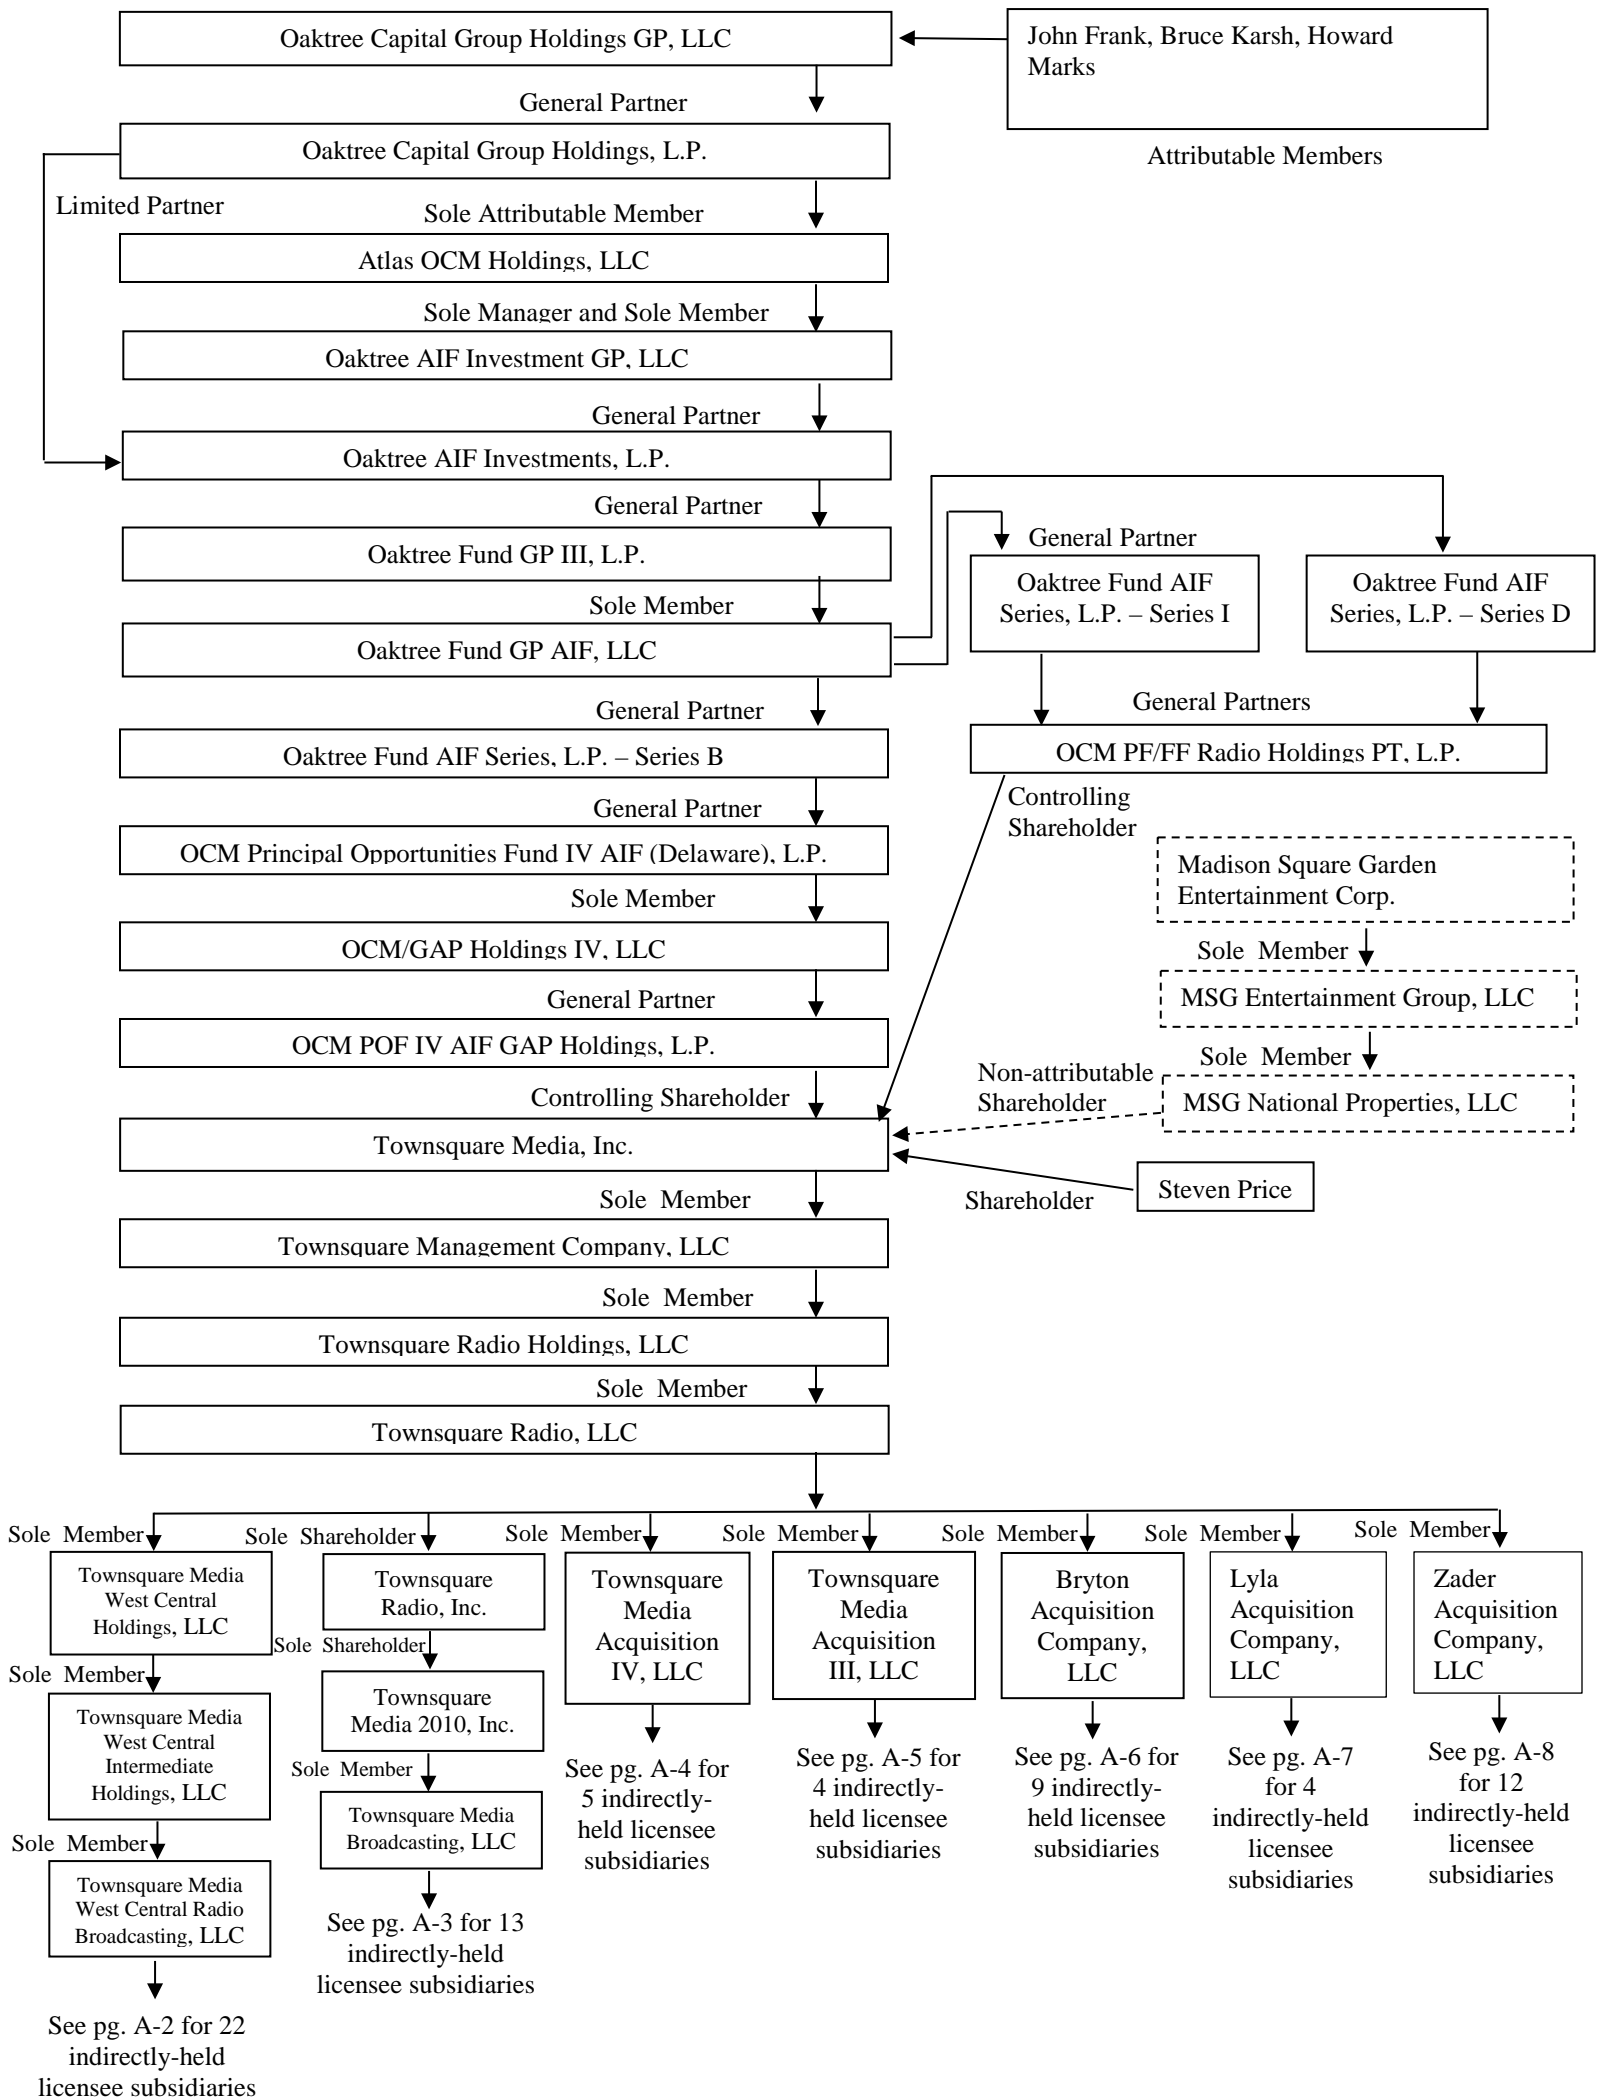 Oaktree Capital Group Holdings GP, LLC
John Frank, Bruce Karsh, Howard
Marks
General Partner
Oaktree Capital Group Holdings, L.P.
Attributable Members
Limited Partner
Sole Attributable Member
Atlas OCM Holdings, LLC
Sole Manager and Sole Member
Oaktree AIF Investment GP, LLC
General Partner
Oaktree AIF Investments, L.P.
General Partner
Oaktree Fund GP III, L.P.
Sole Member
Oaktree Fund GP AIF, LLC
General Partner
Oaktree Fund AIF
Series, L.P. – Series I
Oaktree Fund AIF
Series, L.P. – Series D
General Partners
OCM PF/FF Radio Holdings PT, L.P.
General Partner
Oaktree Fund AIF Series, L.P. – Series B
General Partner
OCM Principal Opportunities Fund IV AIF (Delaware), L.P.
Sole Member
OCM/GAP Holdings IV, LLC
General Partner
OCM POF IV AIF GAP Holdings, L.P.
Controlling Shareholder
Controlling
Shareholder
Madison Square Garden
Entertainment Corp.
Sole Member
MSG Entertainment Group, LLC
Sole Member
MSG National Properties, LLC
Non-attributable
Shareholder
Townsquare Media, Inc.
Steven Price
Shareholder
Sole Member
Townsquare Management Company, LLC
Sole Member
Townsquare Radio Holdings, LLC
Sole Member
Townsquare Radio, LLC
Sole Member
Townsquare Media
West Central
Holdings, LLC
Sole Member
Townsquare Media
West Central
Intermediate
Holdings, LLC
Sole Member
Townsquare Media
West Central Radio
Broadcasting, LLC
See pg. A-2 for 22
indirectly-held
licensee subsidiaries
Sole Shareholder
Townsquare
Radio, Inc.
Sole Shareholder
Townsquare
Media 2010, Inc.
Sole Member
Townsquare Media
Broadcasting, LLC
See pg. A-3 for 13
indirectly-held
licensee subsidiaries
Sole Member
Townsquare
Media
Acquisition
IV, LLC
See pg. A-4 for
5 indirectly-
held licensee
subsidiaries
Sole Member
Townsquare
Media
Acquisition
III, LLC
See pg. A-5 for
4 indirectly-
held licensee
subsidiaries
Sole Member
Bryton
Acquisition
Company,
LLC
See pg. A-6 for
9 indirectly-
held licensee
subsidiaries
Sole Member
Lyla
Acquisition
Company,
LLC
See pg. A-7
for 4
indirectly-held
licensee
subsidiaries
Sole Member
Zader
Acquisition
Company,
LLC
See pg. A-8
for 12
indirectly-held
licensee
subsidiaries